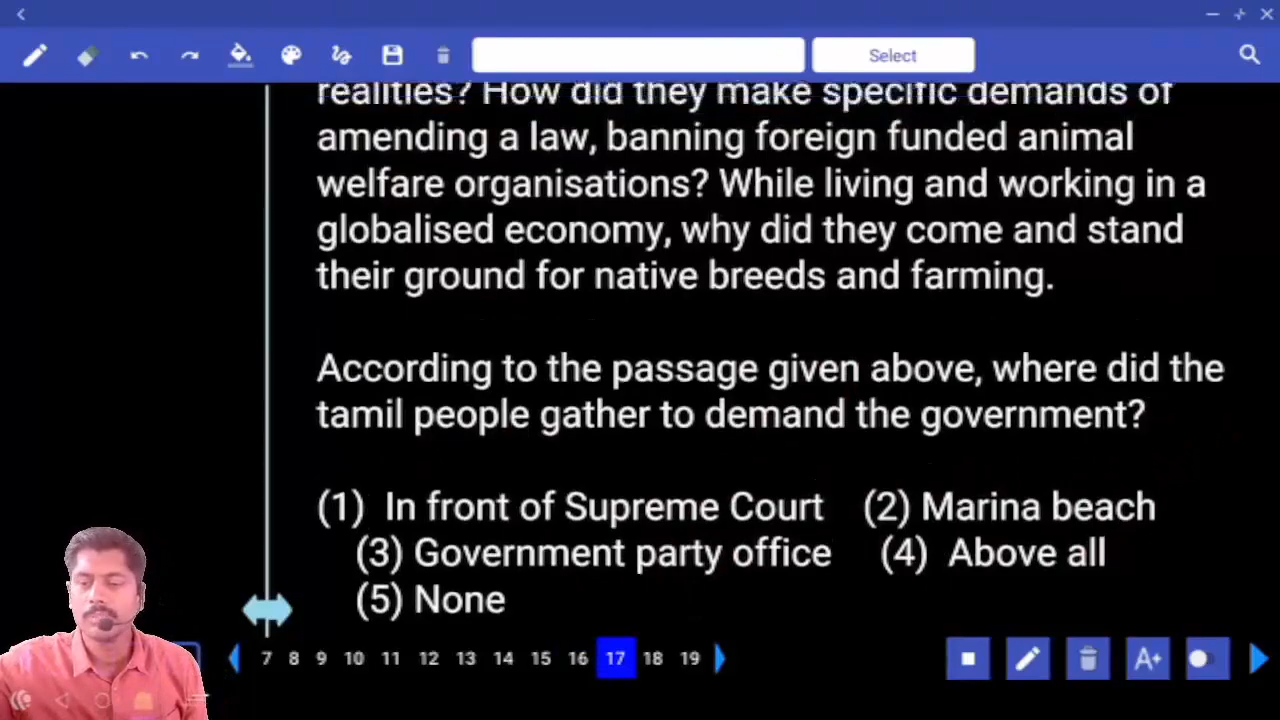 Select
realities? How did they make specific demands of
amending a law, banning foreign funded animal
welfare organisations? While living and working in a
globalised economy, why did they come and stand
their ground for native breeds and farming.
According to the passage given above, where did the
tamil people gather to demand the government?
(1) In front of Supreme Court (2) Marina beach
(3) Government party office (4) Above all
(5) None
7 8 9 10 11 12 13 14 15 16 17 18 19
A+